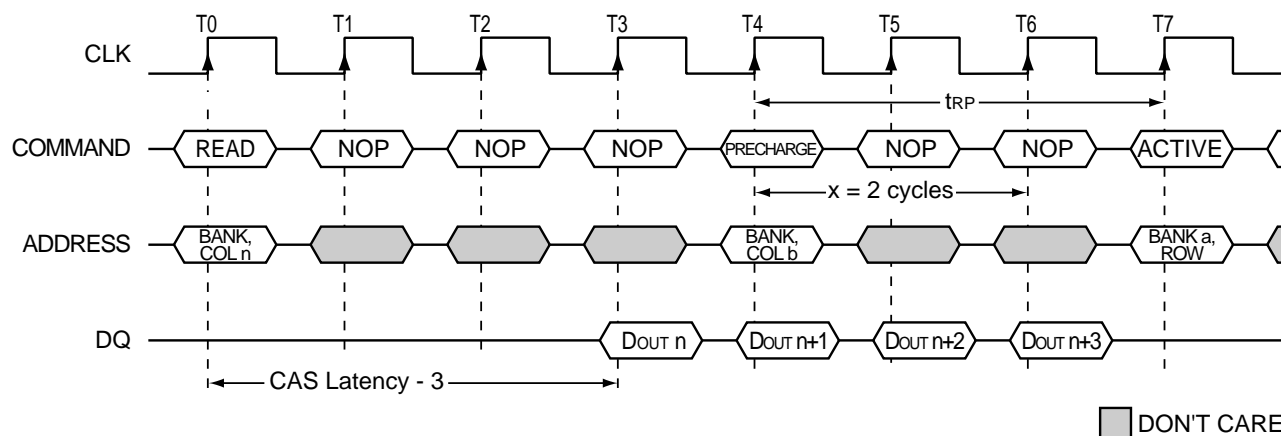 T0 T1 T2 T3 T4 T5 T6 T7
CLK
tRP
COMMAND READ NOP NOP NOP PRECHARGE NOP NOP ACTIVE
x = 2 cycles
ADDRESS BANK, COL n BANK, COL b BANK a, ROW
DQ DOUT n DOUT n+1 DOUT n+2 DOUT n+3
CAS Latency - 3
DON'T CARE